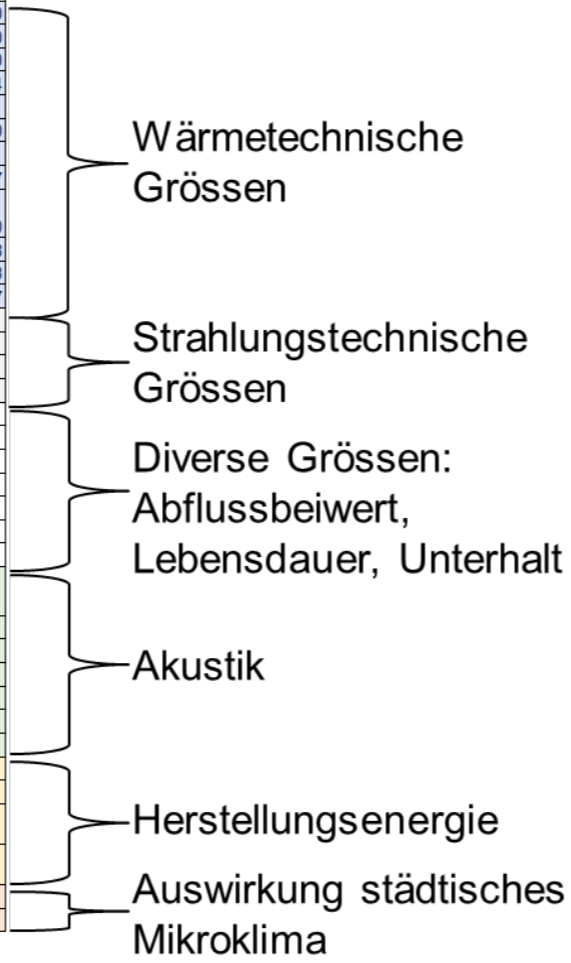 Wärmetechnische
Grössen
Strahlungstechnische
Grössen
Diverse Grössen:
Abflussbeiwert,
Lebensdauer, Unterhalt
Akustik
Herstellungsenergie
Auswirkung städtisches
Mikroklima